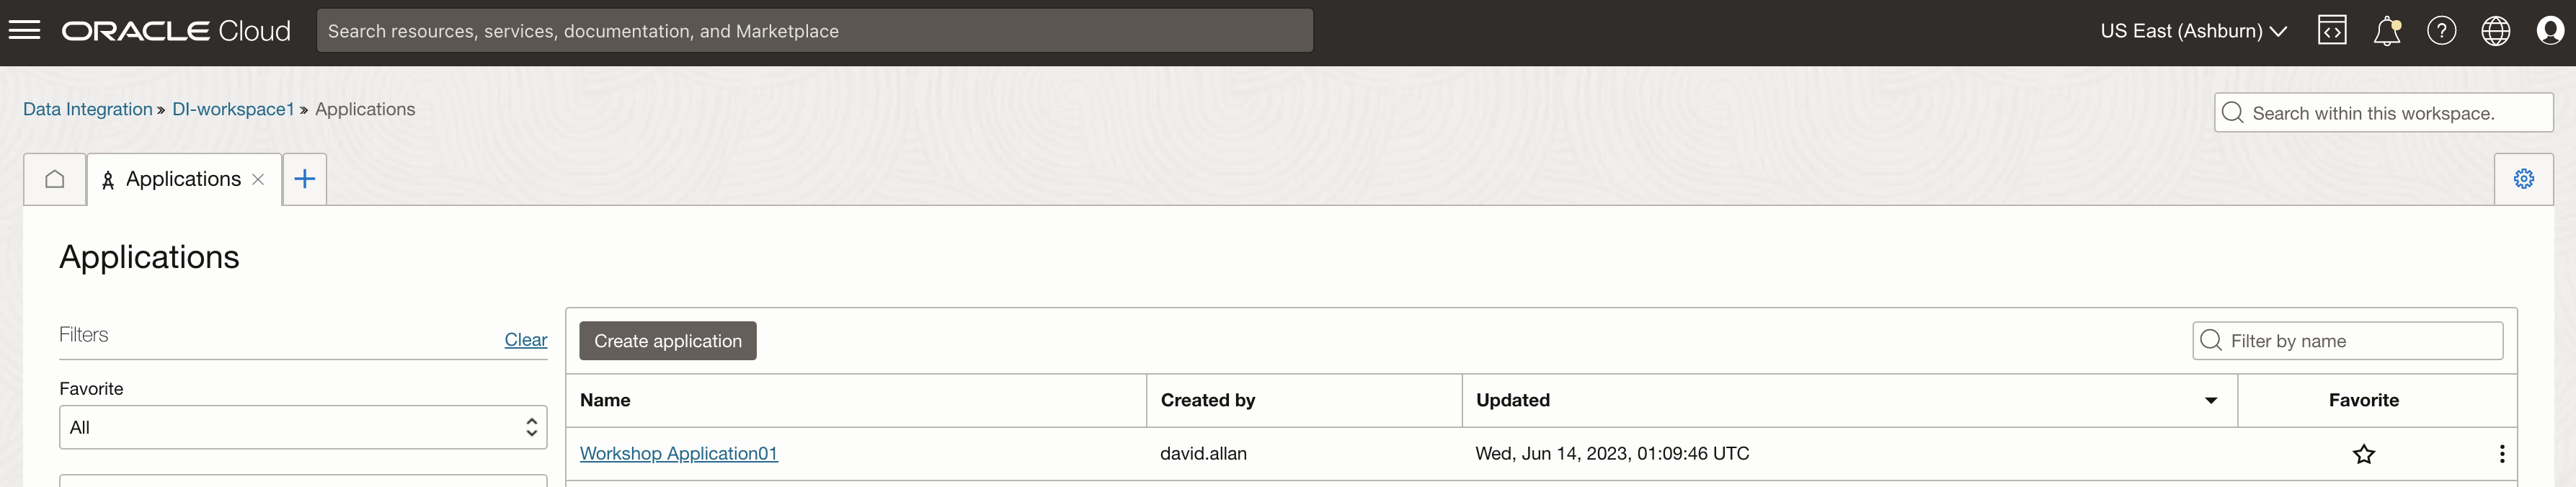 ORACLE Cloud
Search resources, services, documentation, and Marketplace
US East (Ashburn)
Data Integration » DI-workspace1 » Applications
Search within this workspace.
Applications
Applications
Filters
Clear
Favorite
All
Create application
Filter by name
Name Created by Updated Favorite
Workshop Application01 david.allan Wed, Jun 14, 2023, 01:09:46 UTC